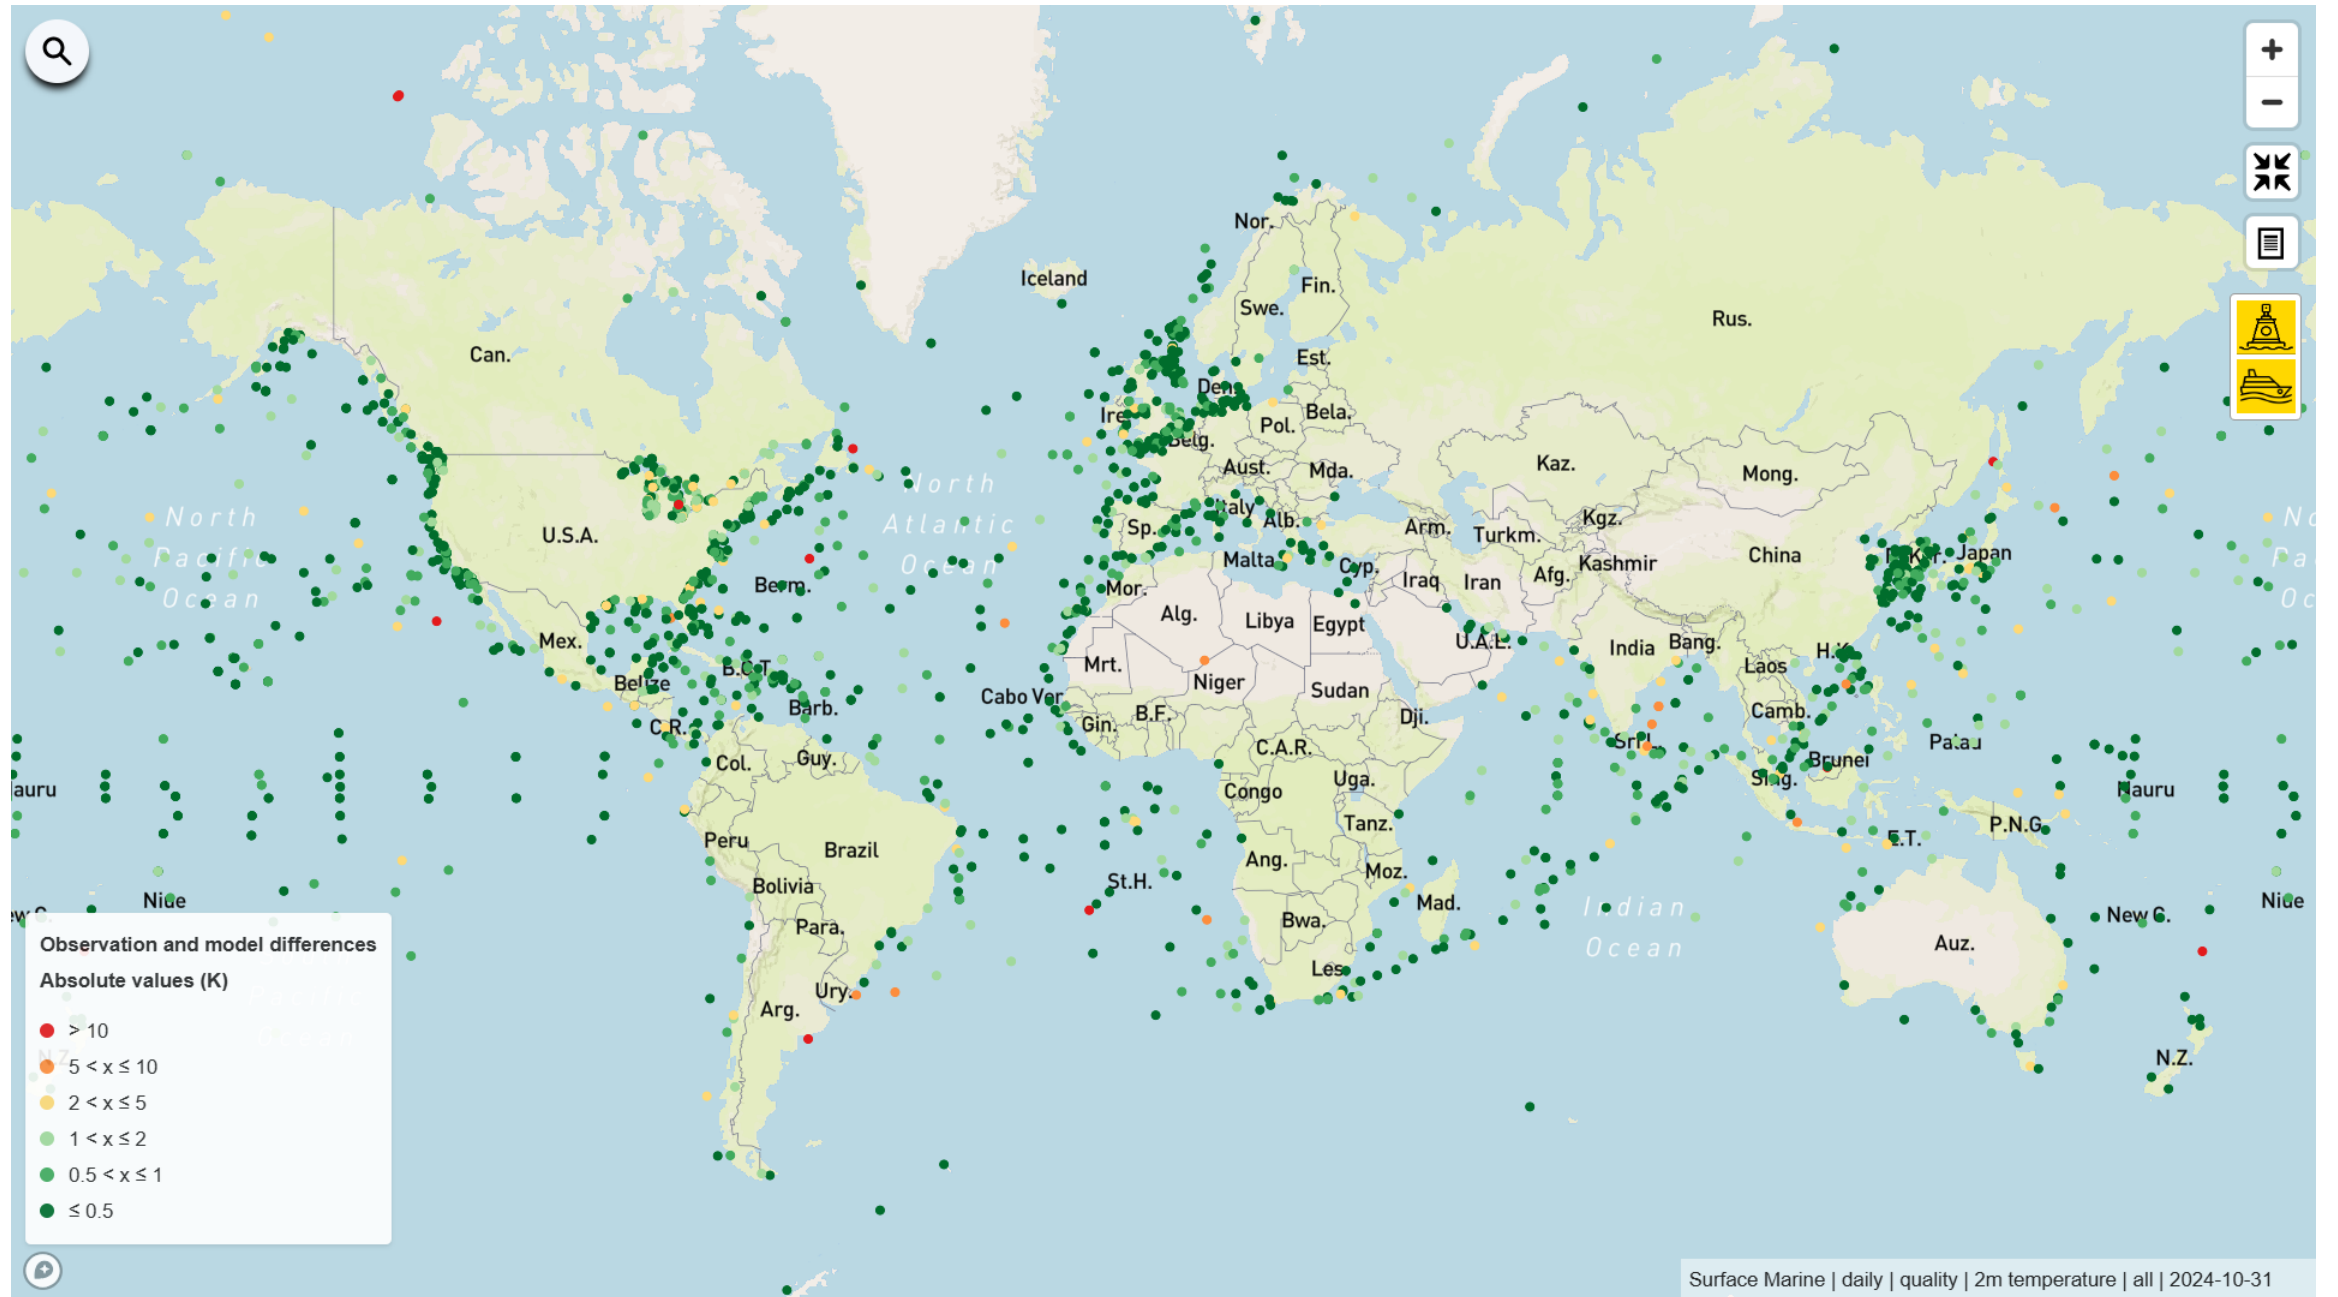 Nor.
Iceland
Fin.
Swe.
Rus.
Can.
Est.
Den.
Ire
Bela.
Pol.
Belg.
Aust.
Mda.
Kaz.
Mong.
North
Atlantic
Ocean
North
Pacific
Ocean
U.S.A.
Sp.
Italy
Alb.
Arm.
Turkm.
Kgz.
Kashmir
China
Japan
Malta
Cyp.
Iraq
Iran
Afg.
Berm.
Mor.
Alg.
Libya
Egypt
Mex.
U.A.E.
India
Bang.
Laos
Mrt.
Niger
Sudan
Belize
Cabo Ver
Barb.
Gin.
B.F.
Dji.
Camb.
C.R.
Sri L.
Palau
C.A.R.
Col.
Guy.
Brunei
Sing.
Uga.
Congo
auru
Nauru
Tanz.
P.N.G.
E.T.
Peru
Brazil
Ang.
Moz.
Bolivia
St.H.
Mad.
Niue
Niue
Indian
Ocean
Bwa.
Para.
New C.
Auz.
Les.
Ury.
Arg.
N.Z.
Observation and model differences
Absolute values (K)
> 10
5 < x ≤ 10
2 < x ≤ 5
1 < x ≤ 2
0.5 < x ≤ 1
≤ 0.5
Surface Marine | daily | quality | 2m temperature | all | 2024-10-31